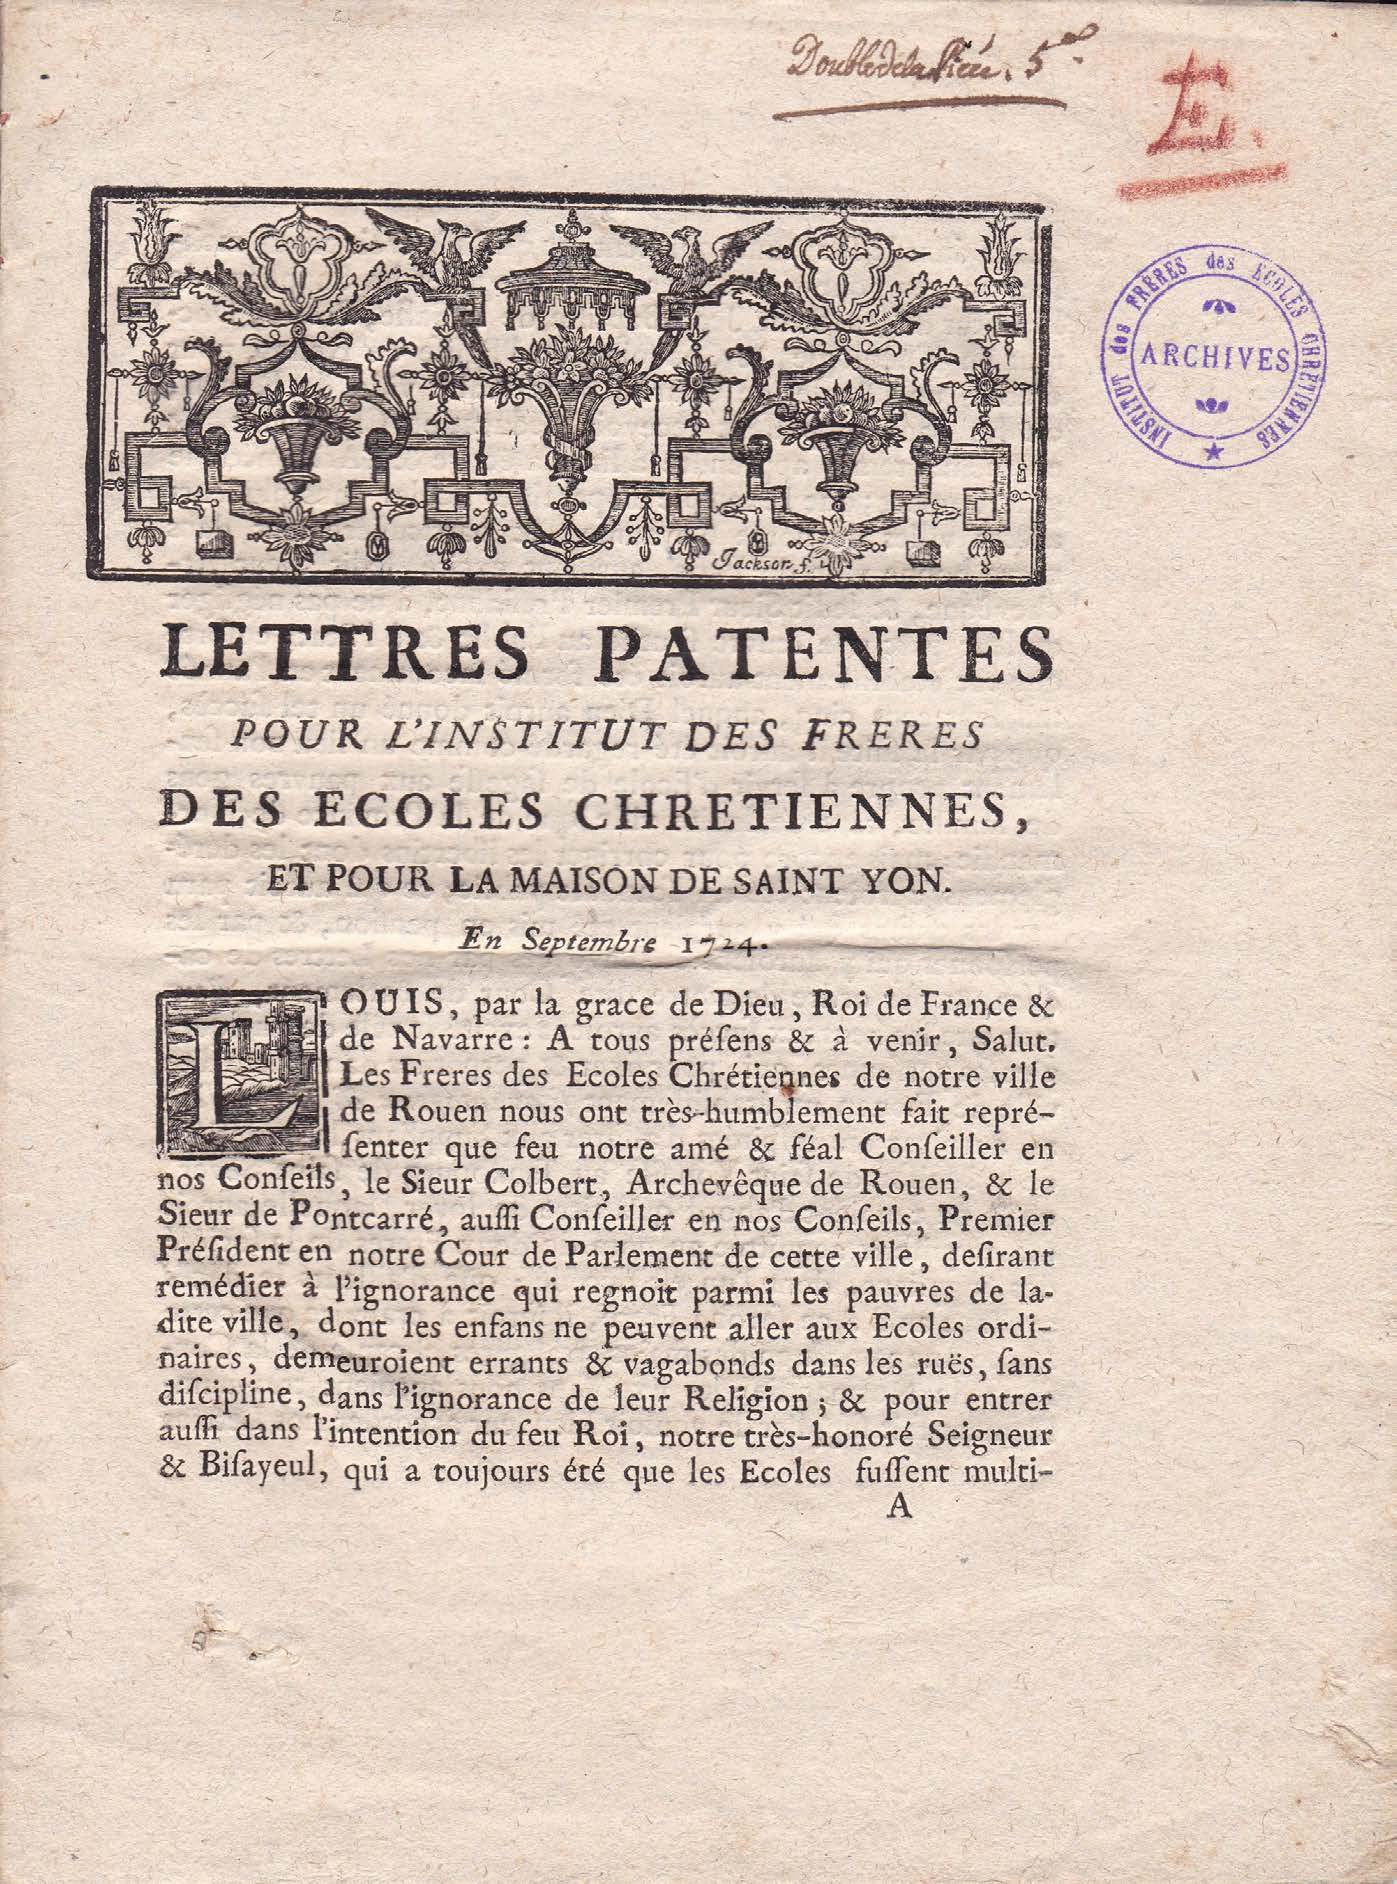 Double de la Piéce. 5e.
E.
INSTITUT des FRÈRES des ECOLES CHRETIENNES
ARCHIVES
Jackson f.
LETTRES PATENTES
POUR L'INSTITUT DES FRERES
DES ECOLES CHRETIENNES,
ET POUR LA MAISON DE SAINT YON.
En Septembre 1724.
LOUIS, par la grace de Dieu, Roi de France &
de Navarre : A tous préſens & à venir, Salut.
Les Freres des Ecoles Chrétiennes de notre ville
de Rouen nous ont très-humblement fait repré-
ſenter que feu notre amé & féal Conſeiller en
nos Conſeils, le Sieur Colbert, Archevêque de Rouen, & le
Sieur de Pontcarré, auſſi Conſeiller en nos Conſeils, Premier
Préſident en notre Cour de Parlement de cette ville, deſirant
remédier à l'ignorance qui regnoit parmi les pauvres de la-
dite ville, dont les enfans ne peuvent aller aux Ecoles ordi-
naires, demeuroient errants & vagabonds dans les ruës, ſans
diſcipline, dans l'ignorance de leur Religion ; & pour entrer
auſſi dans l'intention du feu Roi, notre très-honoré Seigneur
& Biſayeul, qui a toujours été que les Ecoles fuſſent multi-
A